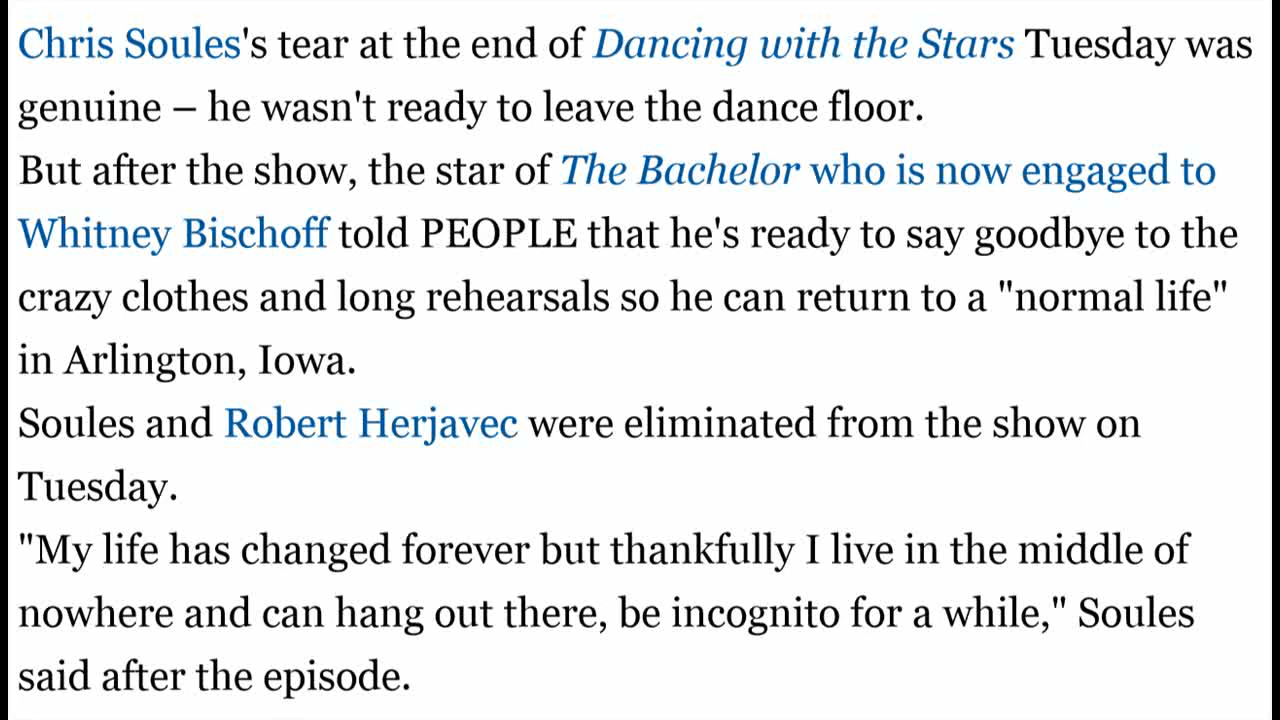 Chris Soules's tear at the end of Dancing with the Stars Tuesday was
genuine – he wasn't ready to leave the dance floor.
But after the show, the star of The Bachelor who is now engaged to
Whitney Bischoff told PEOPLE that he's ready to say goodbye to the
crazy clothes and long rehearsals so he can return to a "normal life"
in Arlington, Iowa.
Soules and Robert Herjavec were eliminated from the show on
Tuesday.
"My life has changed forever but thankfully I live in the middle of
nowhere and can hang out there, be incognito for a while," Soules
said after the episode.